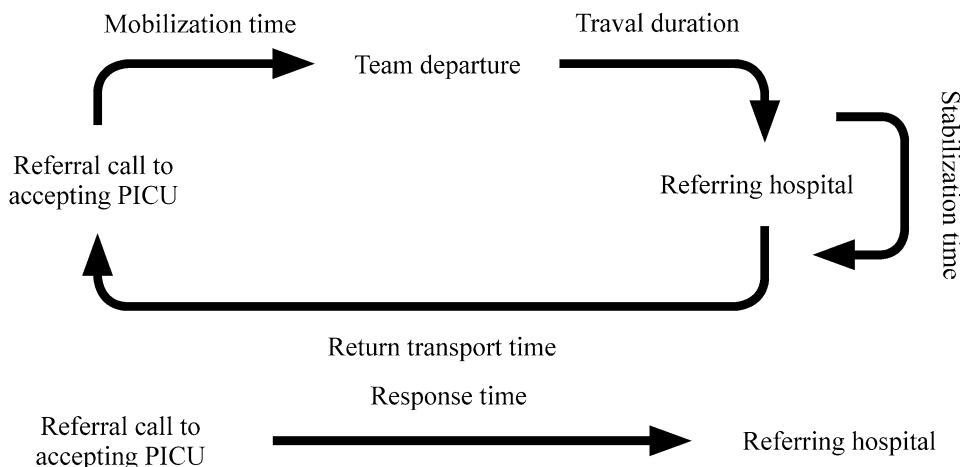 Mobilization time
Traval duration
Team departure
Stabilization time
Referral call to
accepting PICU
Referring hospital
Return transport time
Response time
Referral call to
accepting PICU
Referring hospital